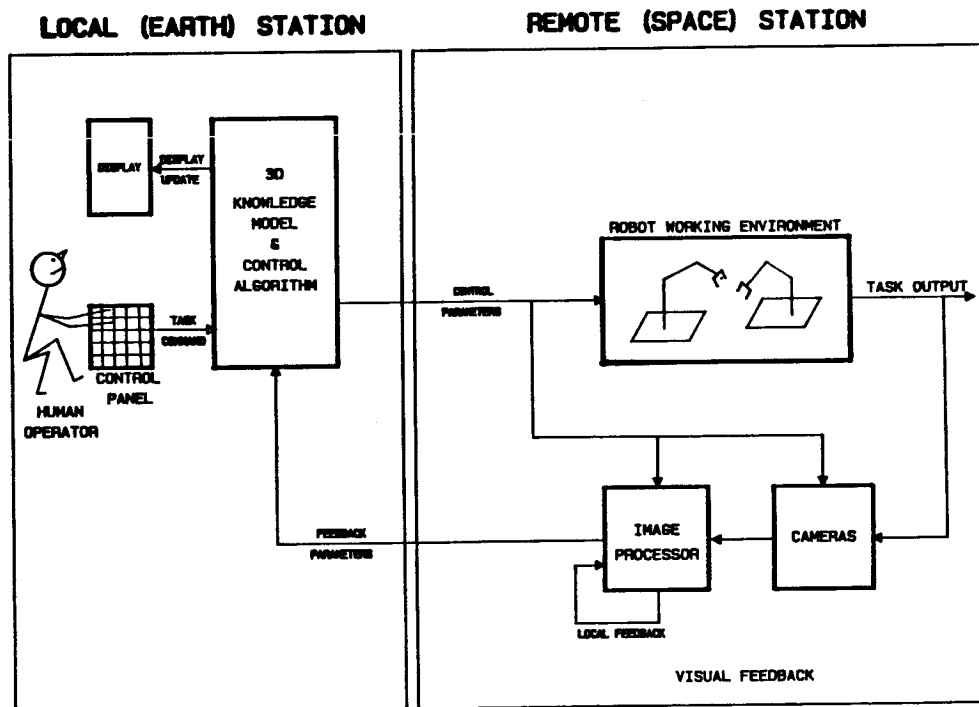 LOCAL (EARTH) STATION
REMOTE (SPACE) STATION
DISPLAY
DISPLAY
UPDATE
3D
KNOWLEDGE
MODEL
&
CONTROL
ALGORITHM
TASK
COMMAND
CONTROL
PANEL
HUMAN
OPERATOR
CONTROL
PARAMETERS
ROBOT WORKING ENVIRONMENT
TASK OUTPUT
FEEDBACK
PARAMETERS
IMAGE
PROCESSOR
CAMERAS
LOCAL FEEDBACK
VISUAL FEEDBACK